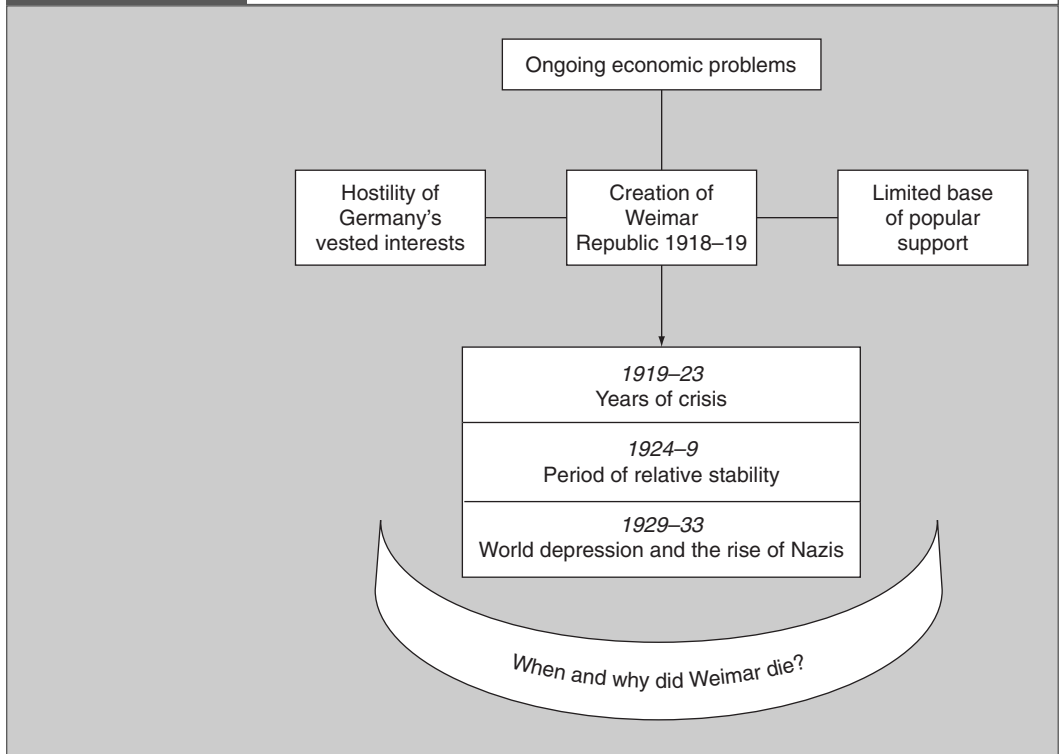 Ongoing economic problems
Hostility of
Germany's
vested interests
Creation of
Weimar
Republic 1918–19
Limited base
of popular
support
1919–23
Years of crisis
1924–9
Period of relative stability
1929–33
World depression and the rise of Nazis
When and why did Weimar die?